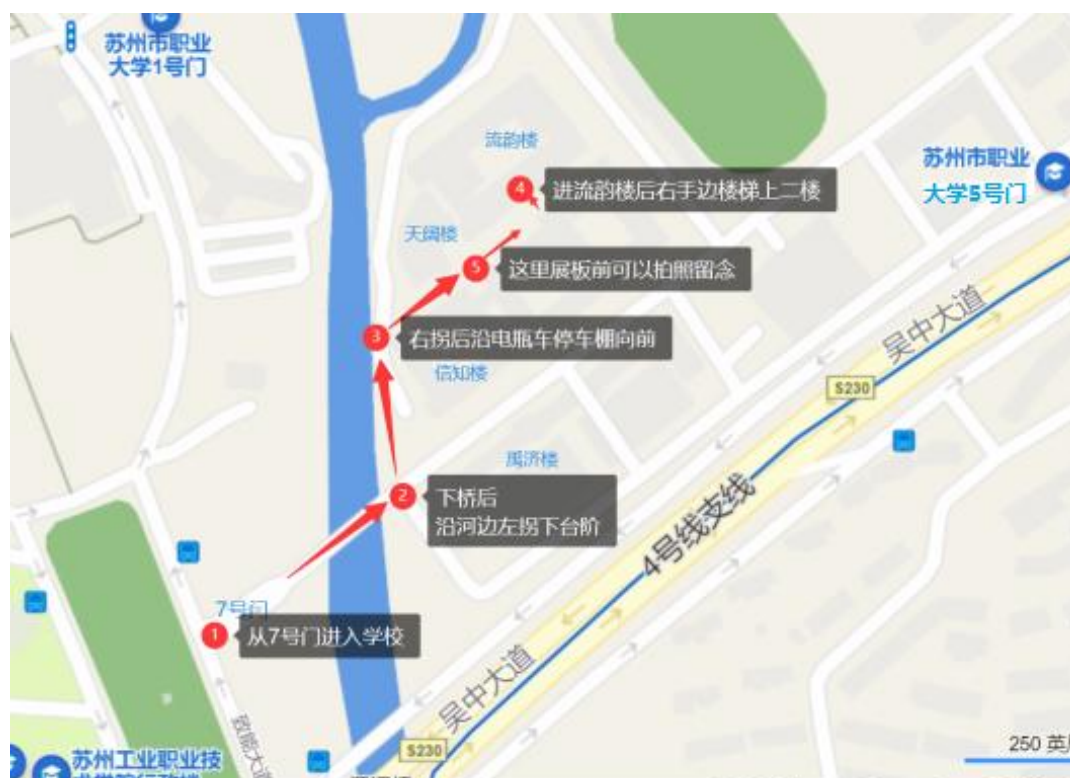 苏州市职业
大学1号门
流韵楼
苏州市职业
大学5号门
4
进流韵楼后右手边楼梯上二楼
天阔楼
5
这里展板前可以拍照留念
吴中大道
3
右拐后沿电瓶车停车棚向前
信知楼
S230
禹济楼
2
下桥后
沿河边左拐下台阶
4号线支线
7号门
1
从7号门进入学校
吴中大道
致能大道
S230
250 英
苏州工业职业技